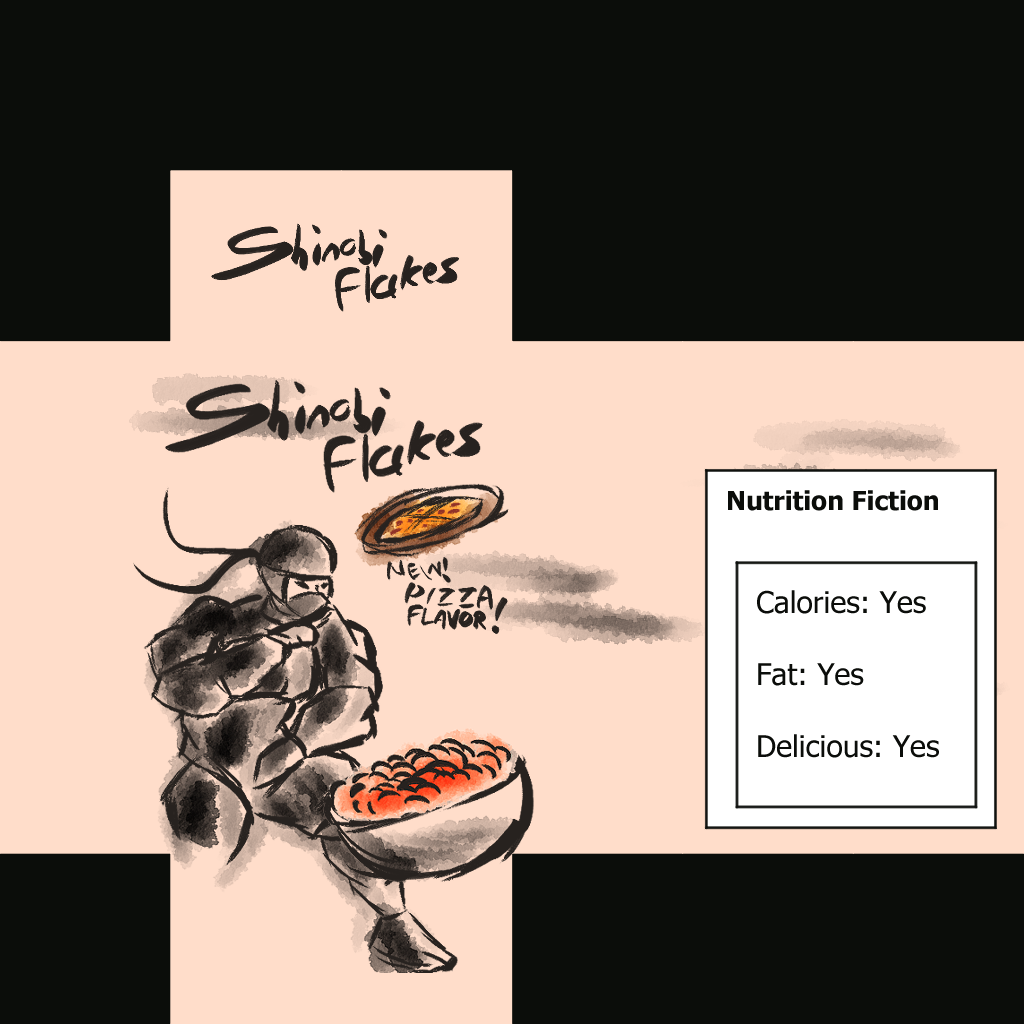 Shinobi
Flakes
Shinobi
Flakes
NEW!
PIZZA
FLAVOR!
Nutrition Fiction
Calories: Yes
Fat: Yes
Delicious: Yes